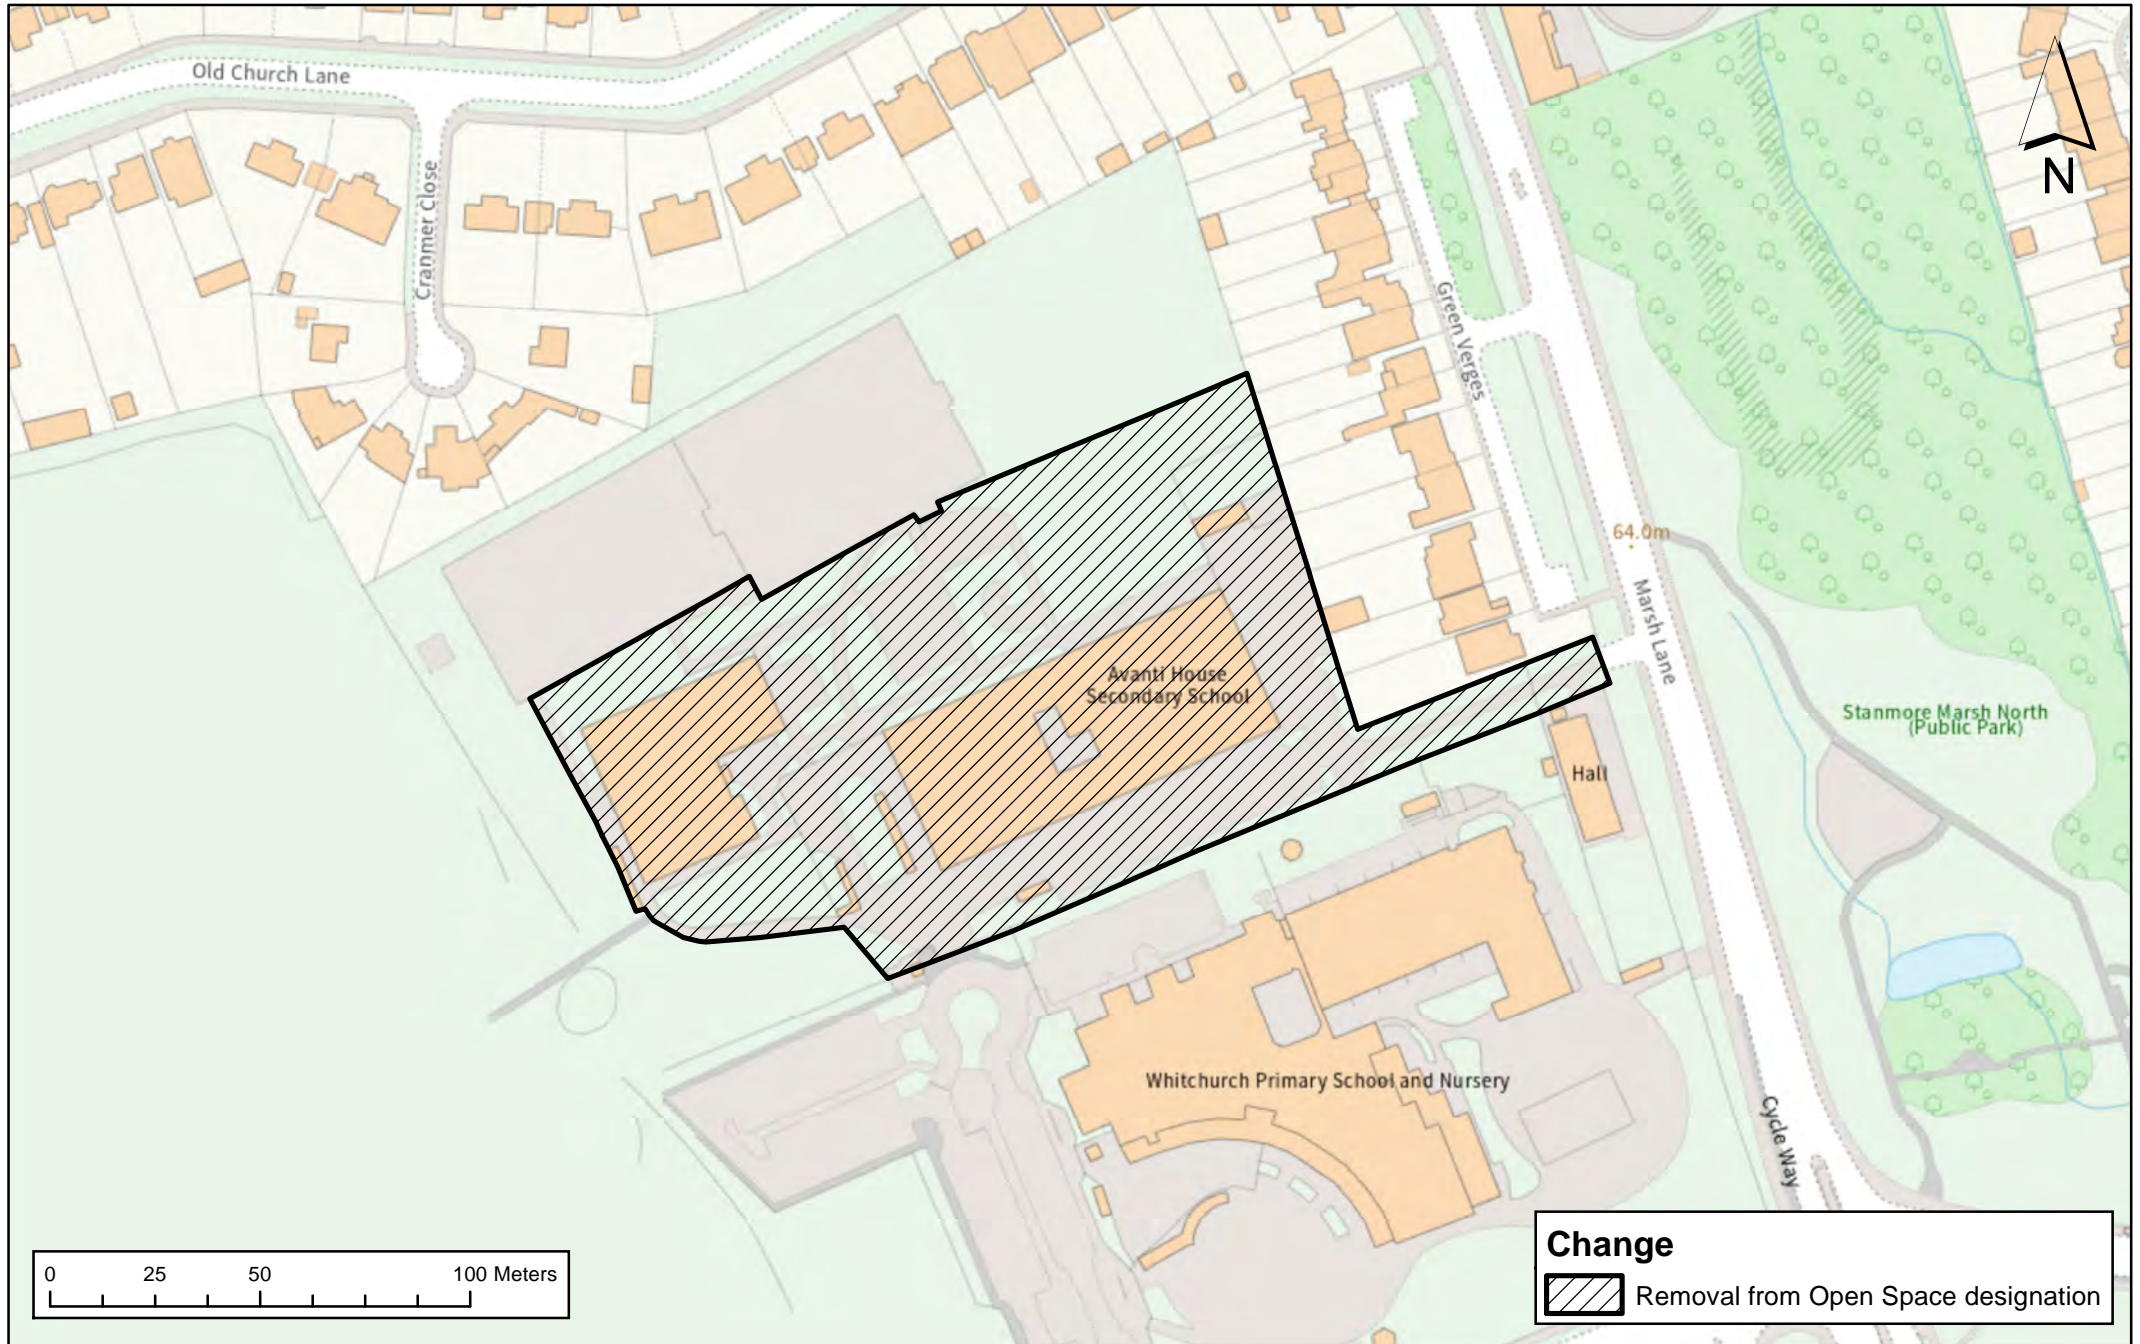 Old Church Lane
Cranmer Close
Green Verges
N
64.0m
Marsh Lane
Avanti House
Secondary School
Stanmore Marsh North
(Public Park)
Hall
Whitchurch Primary School and Nursery
Cycle Way
0 25 50 100 Meters
Change
Removal from Open Space designation